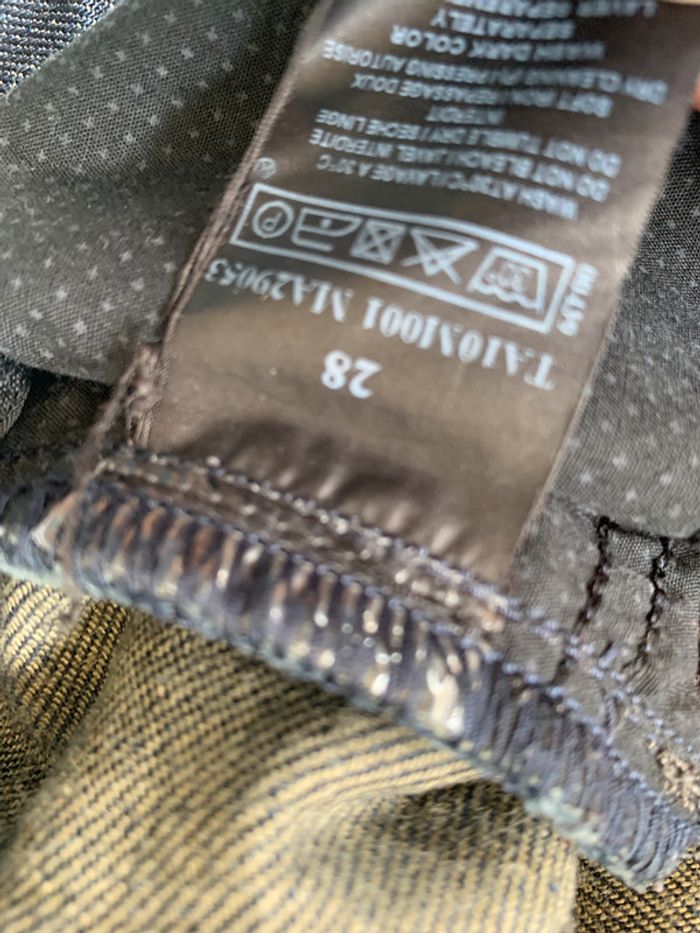 28
TA10M001 MA29053
30 P
WASH AT30°C/LAVAGE A 30°C
DO NOT BLEACH/JAVEL INTERDITE
DO NOT TUMBLE DRY/SECHE LINGE
INTERDIT
SOFT IRON/REPASSAGE DOUX
DRY CLEANING (P)/PRESSING AUTORISE
WASH DARK COLOR
SEPARATELY